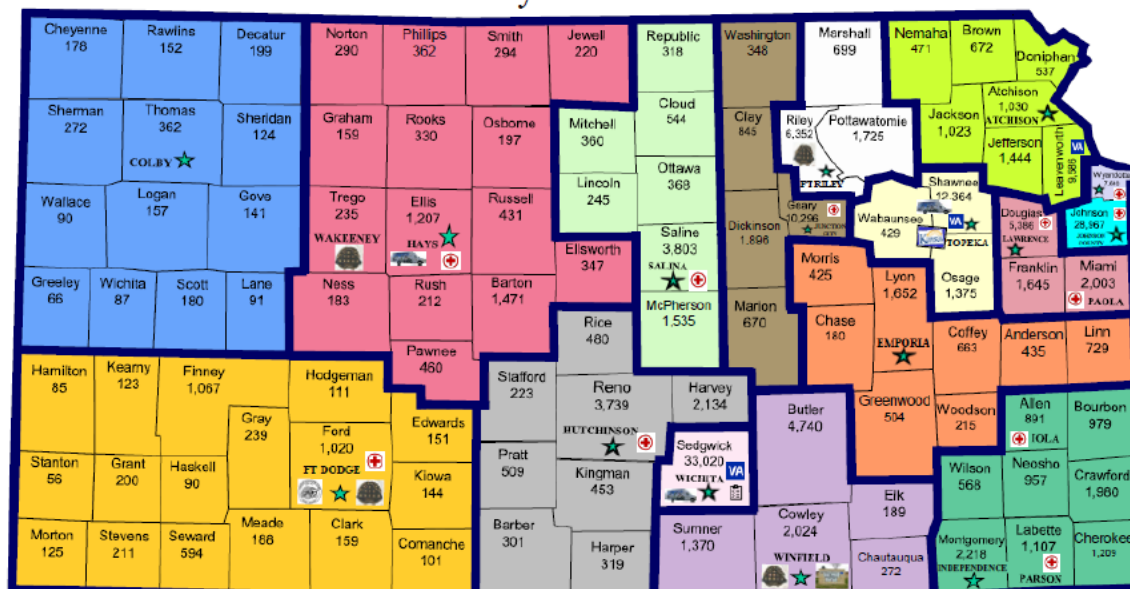 Cheyenne
178
Rawlins
152
Decatur
199
Norton
290
Phillips
362
Smith
294
Jewell
220
Republic
318
Washington
348
Marshall
699
Nemaha
471
Brown
672
Doniphan
537
Sherman
272
Thomas
362
COLBY
Sheridan
124
Graham
159
Rooks
330
Osborne
197
Mitchell
360
Cloud
544
Clay
845
Riley
6,352
FT RILEY
Pottawatomie
1,725
Jackson
1,023
Atchison
1,030
ATCHISON
Jefferson
1,444
Leavenworth
9,386
VA
Wallace
90
Logan
157
Gove
141
Trego
235
WAKEENEY
Ellis
1,207
HAYS
Russell
431
Lincoln
245
Ottawa
368
Saline
3,803
SALINA
Dickinson
1,896
Geary
10,296
JUNCTION
CITY
Wabaunsee
429
Shawnee
12,364
VA
TOPEKA
Osage
1,375
Douglas
5,386
LAWRENCE
Wyandotte
Johnson
28,967
JOHNSON
COUNTY
Greeley
66
Wichita
87
Scott
180
Lane
91
Ness
183
Rush
212
Barton
1,471
Ellsworth
347
McPherson
1,535
Marion
670
Morris
425
Chase
180
Lyon
1,652
EMPORIA
Franklin
1,645
Miami
2,003
PAOLA
Coffey
663
Anderson
435
Linn
729
Hamilton
85
Kearny
123
Finney
1,067
Hodgeman
111
Pawnee
460
Stafford
223
Rice
480
Reno
3,739
HUTCHINSON
Harvey
2,134
Butler
4,740
Greenwood
504
Woodson
215
Allen
891
IOLA
Bourbon
979
Gray
239
Ford
1,020
FT DODGE
Edwards
151
Kiowa
144
Pratt
509
Kingman
453
Sedgwick
33,020
VA
WICHITA
Stanton
56
Grant
200
Haskell
90
Wilson
568
Neosho
957
Crawford
1,980
Elk
189
Morton
125
Stevens
211
Seward
594
Meade
188
Clark
159
Comanche
101
Barber
301
Harper
319
Sumner
1,370
Cowley
2,024
WINFIELD
Chautauqua
272
Montgomery
2,218
INDEPENDENCE
Labette
1,107
PARSON
Cherokee
1,209